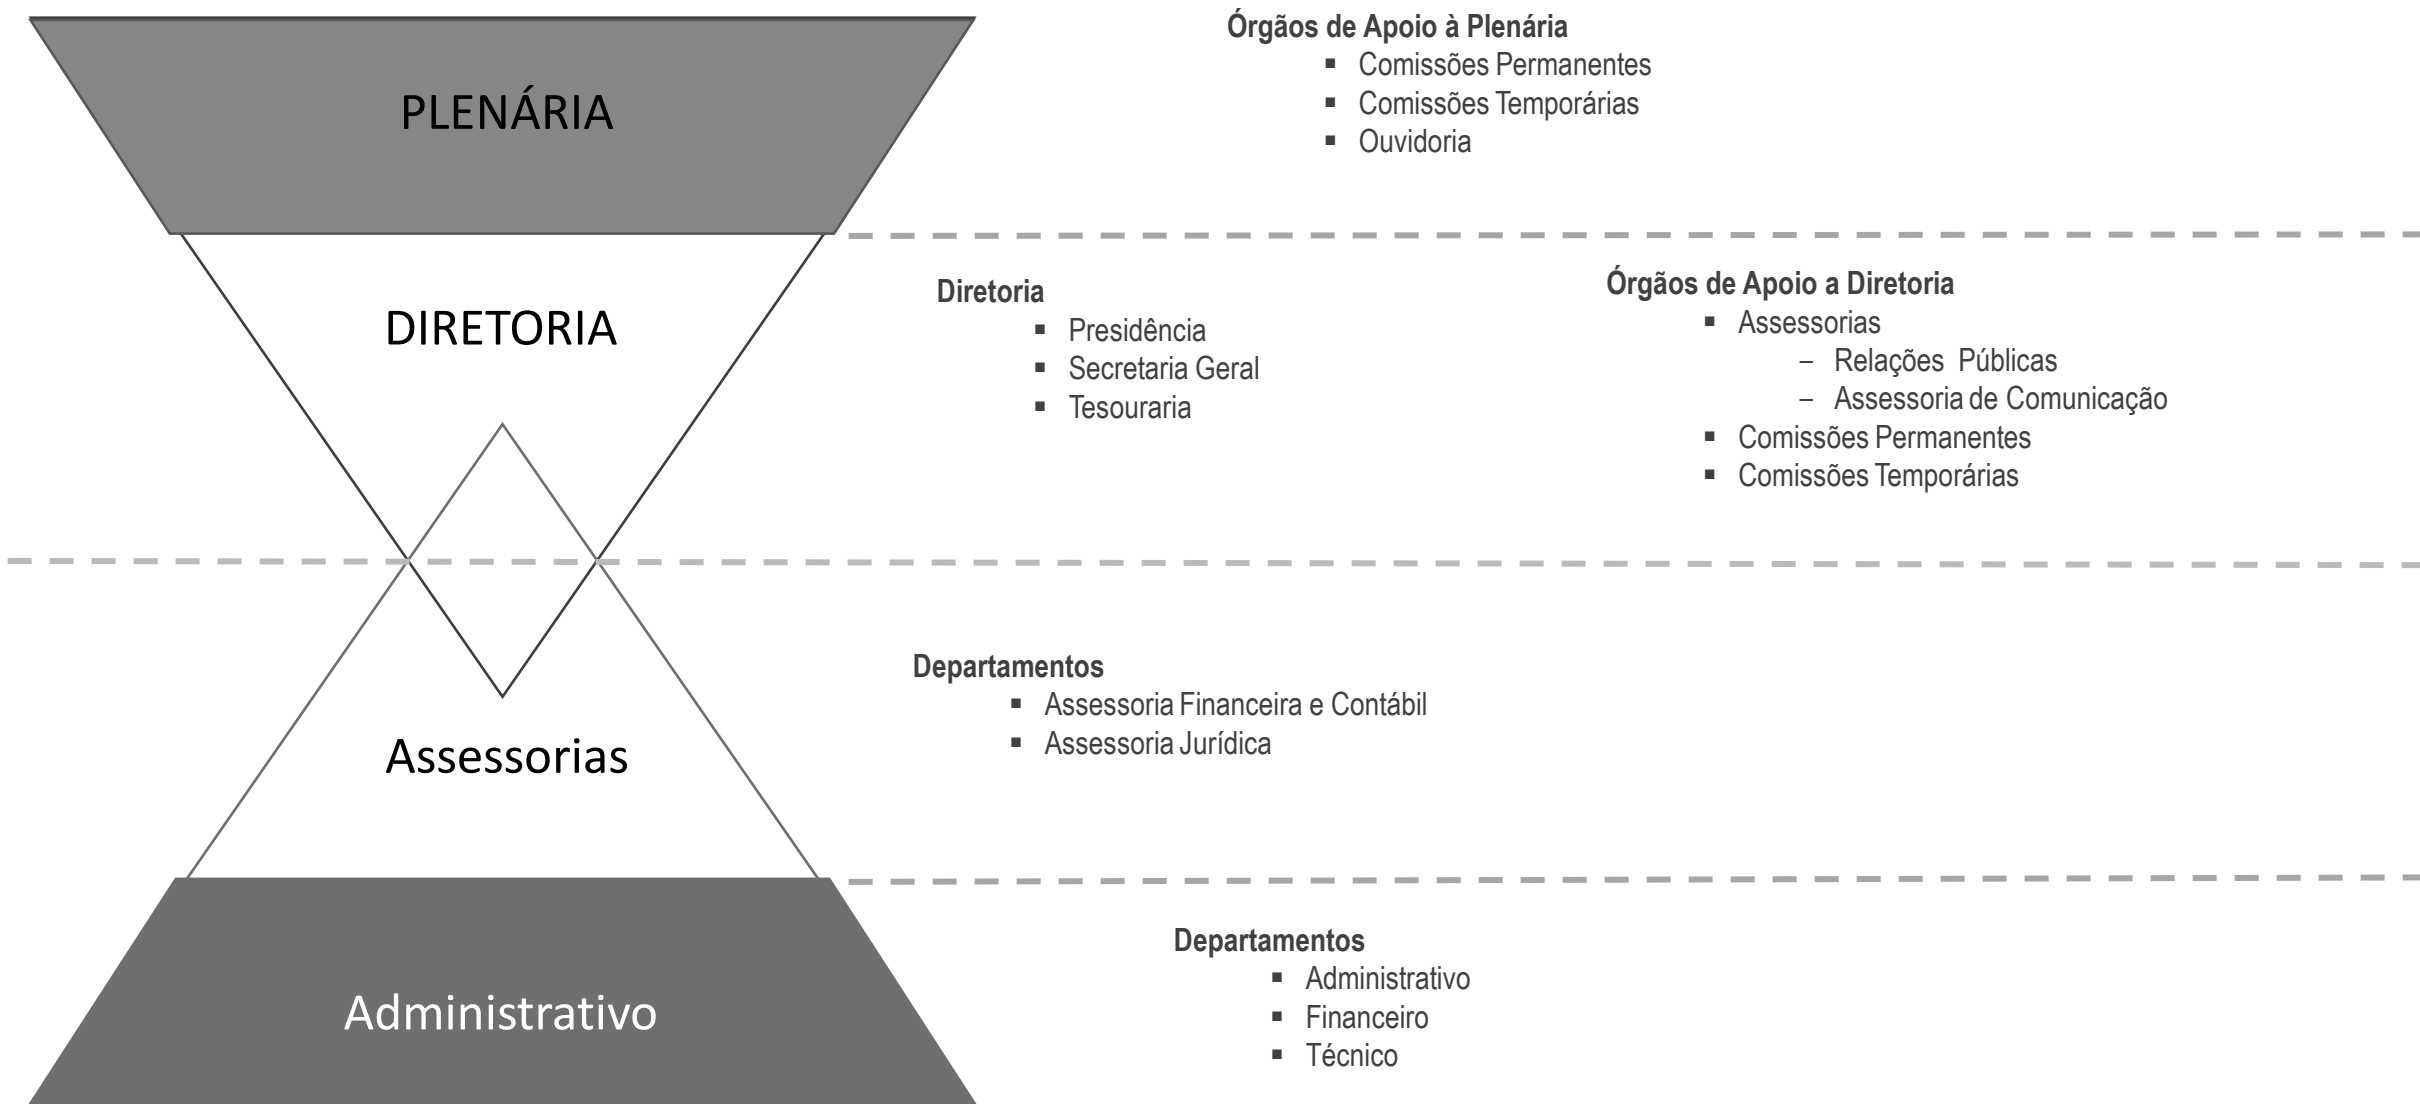 PLENÁRIA
Órgãos de Apoio à Plenária
▪ Comissões Permanentes
▪ Comissões Temporárias
▪ Ouvidoria
DIRETORIA
Diretoria
▪ Presidência
▪ Secretaria Geral
▪ Tesouraria
Órgãos de Apoio a Diretoria
▪ Assessorias
– Relações Públicas
– Assessoria de Comunicação
▪ Comissões Permanentes
▪ Comissões Temporárias
Assessorias
Departamentos
▪ Assessoria Financeira e Contábil
▪ Assessoria Jurídica
Administrativo
Departamentos
▪ Administrativo
▪ Financeiro
▪ Técnico